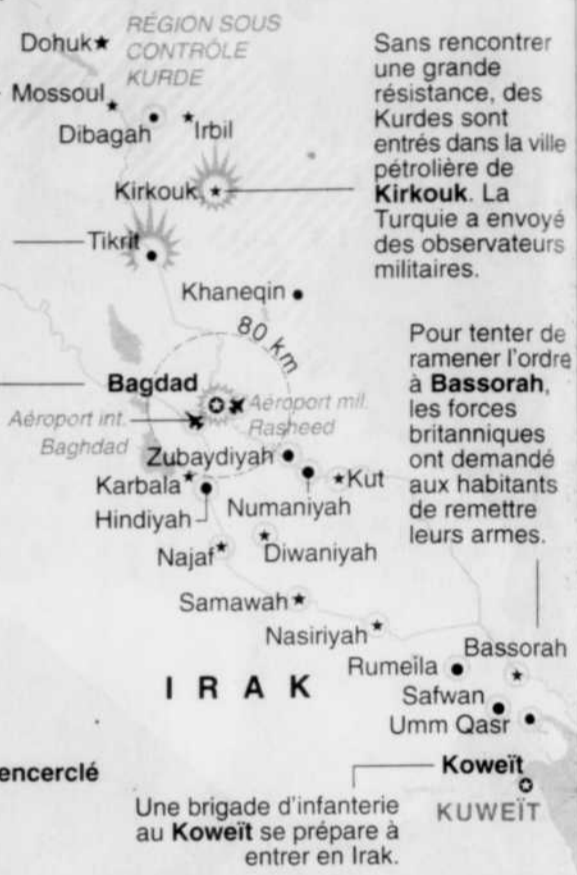 RÉGION SOUS
CONTRÔLE
KURDE
Dohuk
Mossoul
Dibagah
Irbil
Kirkouk
Tikrit
Sans rencontrer
une grande
résistance, des
Kurdes sont
entrés dans la ville
pétrolière de
Kirkouk. La
Turquie a envoyé
des observateurs
militaires.
Khaneqin
80 km
Bagdad
Aéroport int.
Baghdad
Aéroport mil.
Rasheed
Pour tenter de
ramener l'ordre
à Bassorah,
les forces
britanniques
ont demandé
aux habitants
de remettre
leurs armes.
Zubaydiyah
Karbala
Kut
Hindiyah
Numaniyah
Najaf
Diwaniyah
Samawah
Nasiriyah
Bassorah
Rumeïla
IRAK
Safwan
Umm Qasr
encerclé
Koweït
KUWEÏT
Une brigade d'infanterie
au Koweït se prépare à
entrer en Irak.